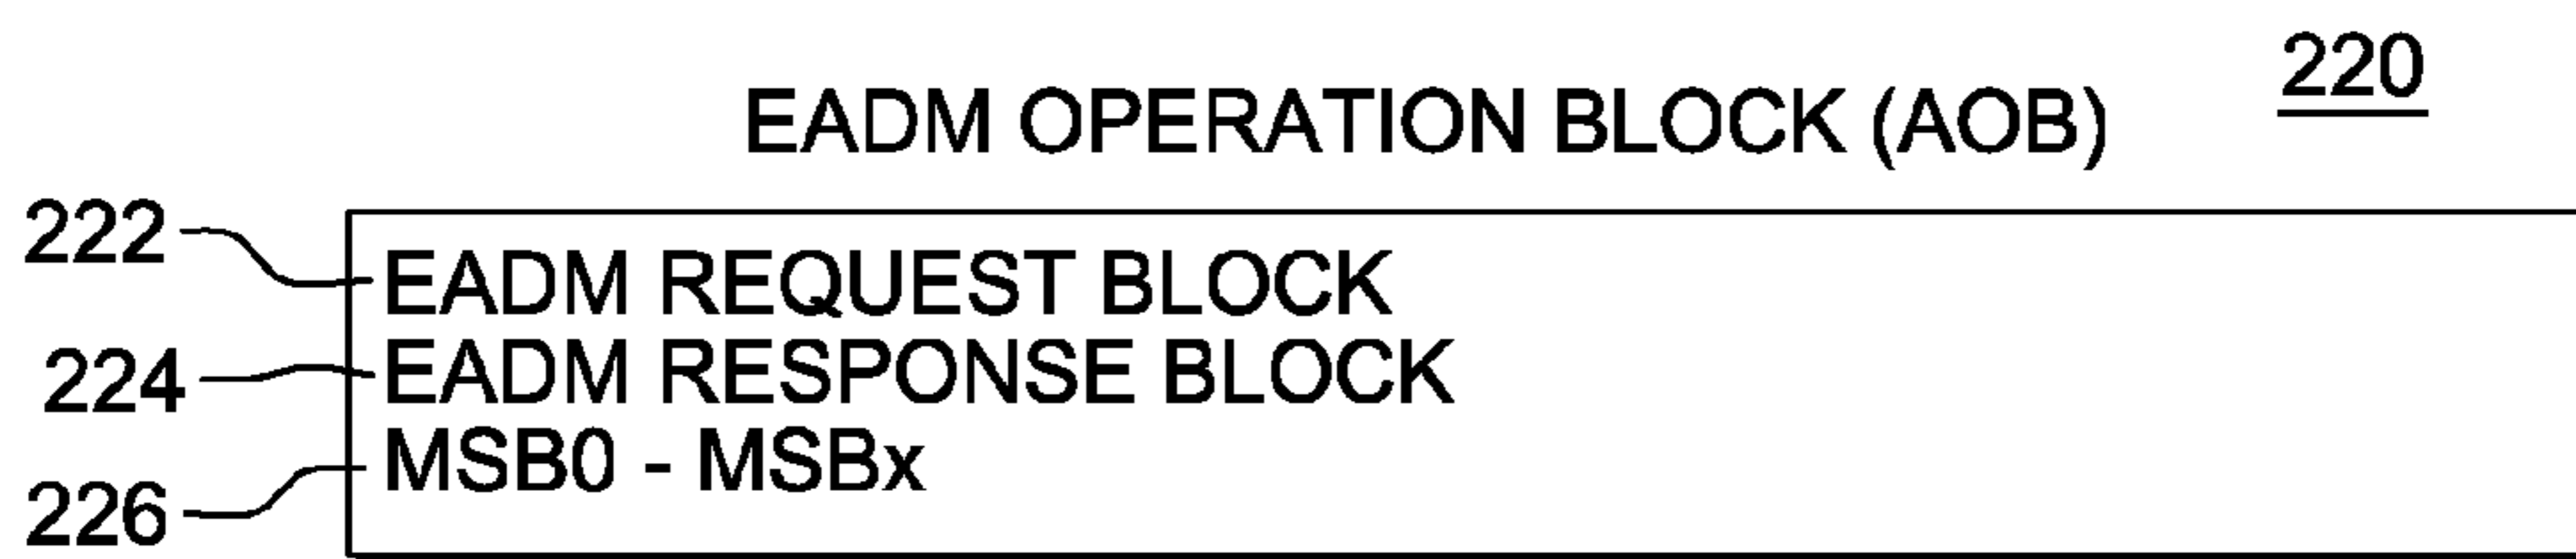 220
EADM OPERATION BLOCK (AOB)
222
EADM REQUEST BLOCK
224
EADM RESPONSE BLOCK
226
MSB0 - MSBx